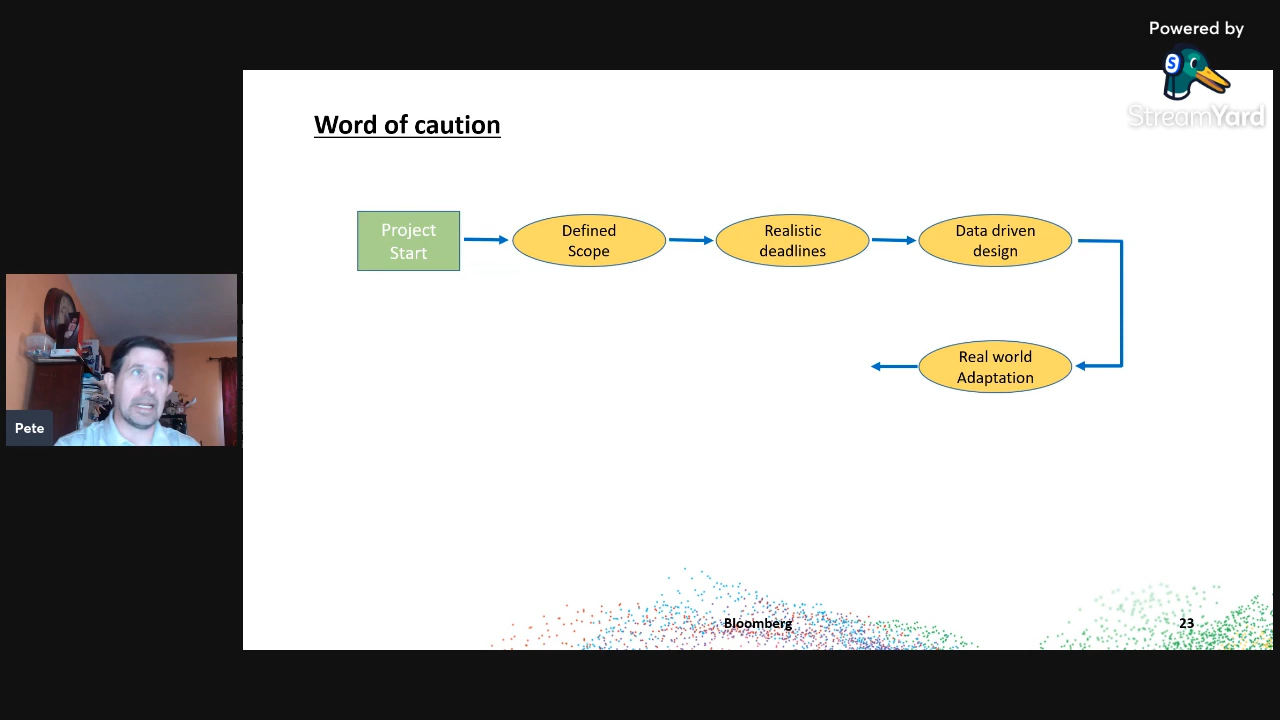 Powered by
S
StreamYard
Word of caution
Project
Start
Defined
Scope
Realistic
deadlines
Data driven
design
Real world
Adaptation
Pete
Bloomberg
23